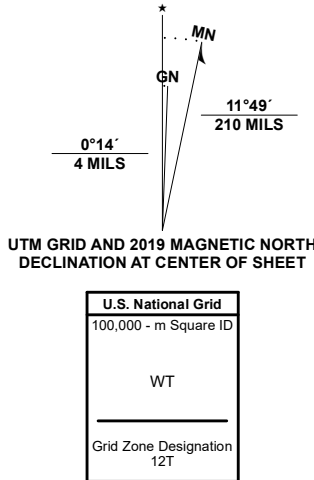 ★
MN
GN
11°49´
210 MILS
0°14´
4 MILS
UTM GRID AND 2019 MAGNETIC NORTH
DECLINATION AT CENTER OF SHEET
U.S. National Grid
100,000 - m Square ID
WT
Grid Zone Designation
12T